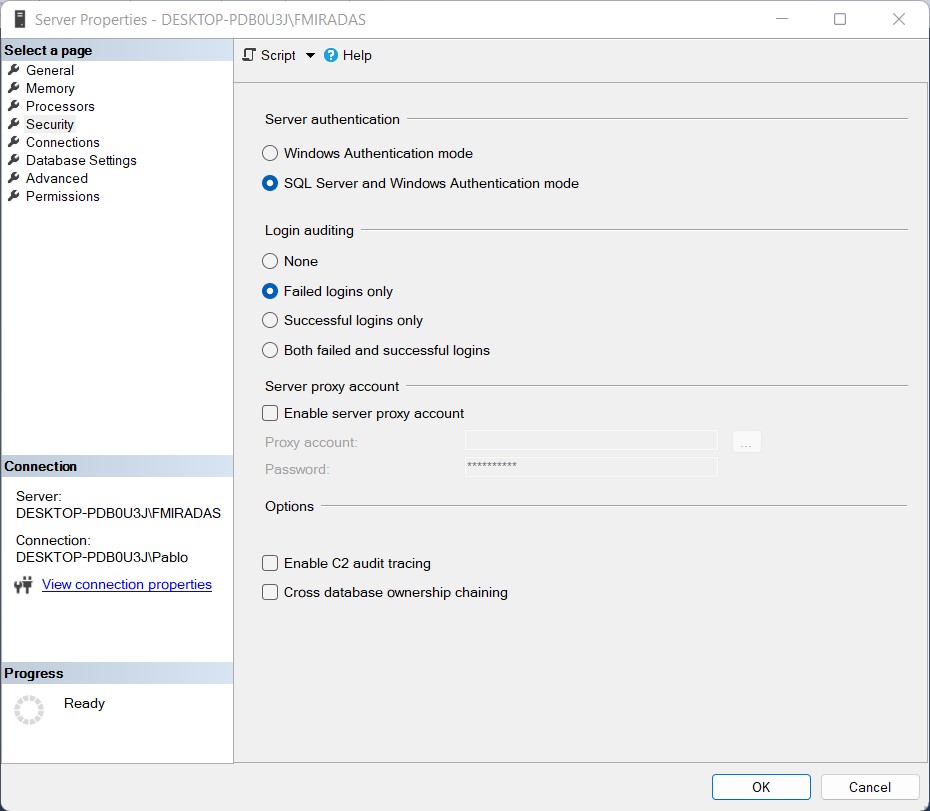 Server Properties - DESKTOP-PDB0U3J\FMIRADAS
Select a page
General
Memory
Processors
Security
Connections
Database Settings
Advanced
Permissions
Script
Help
Server authentication
Windows Authentication mode
SQL Server and Windows Authentication mode
Login auditing
None
Failed logins only
Successful logins only
Both failed and successful logins
Server proxy account
Enable server proxy account
Proxy account:
...
Password:
**********
Options
Enable C2 audit tracing
Cross database ownership chaining
Connection
Server:
DESKTOP-PDB0U3J\FMIRADAS
Connection:
DESKTOP-PDB0U3J\Pablo
View connection properties
Progress
Ready
OK
Cancel